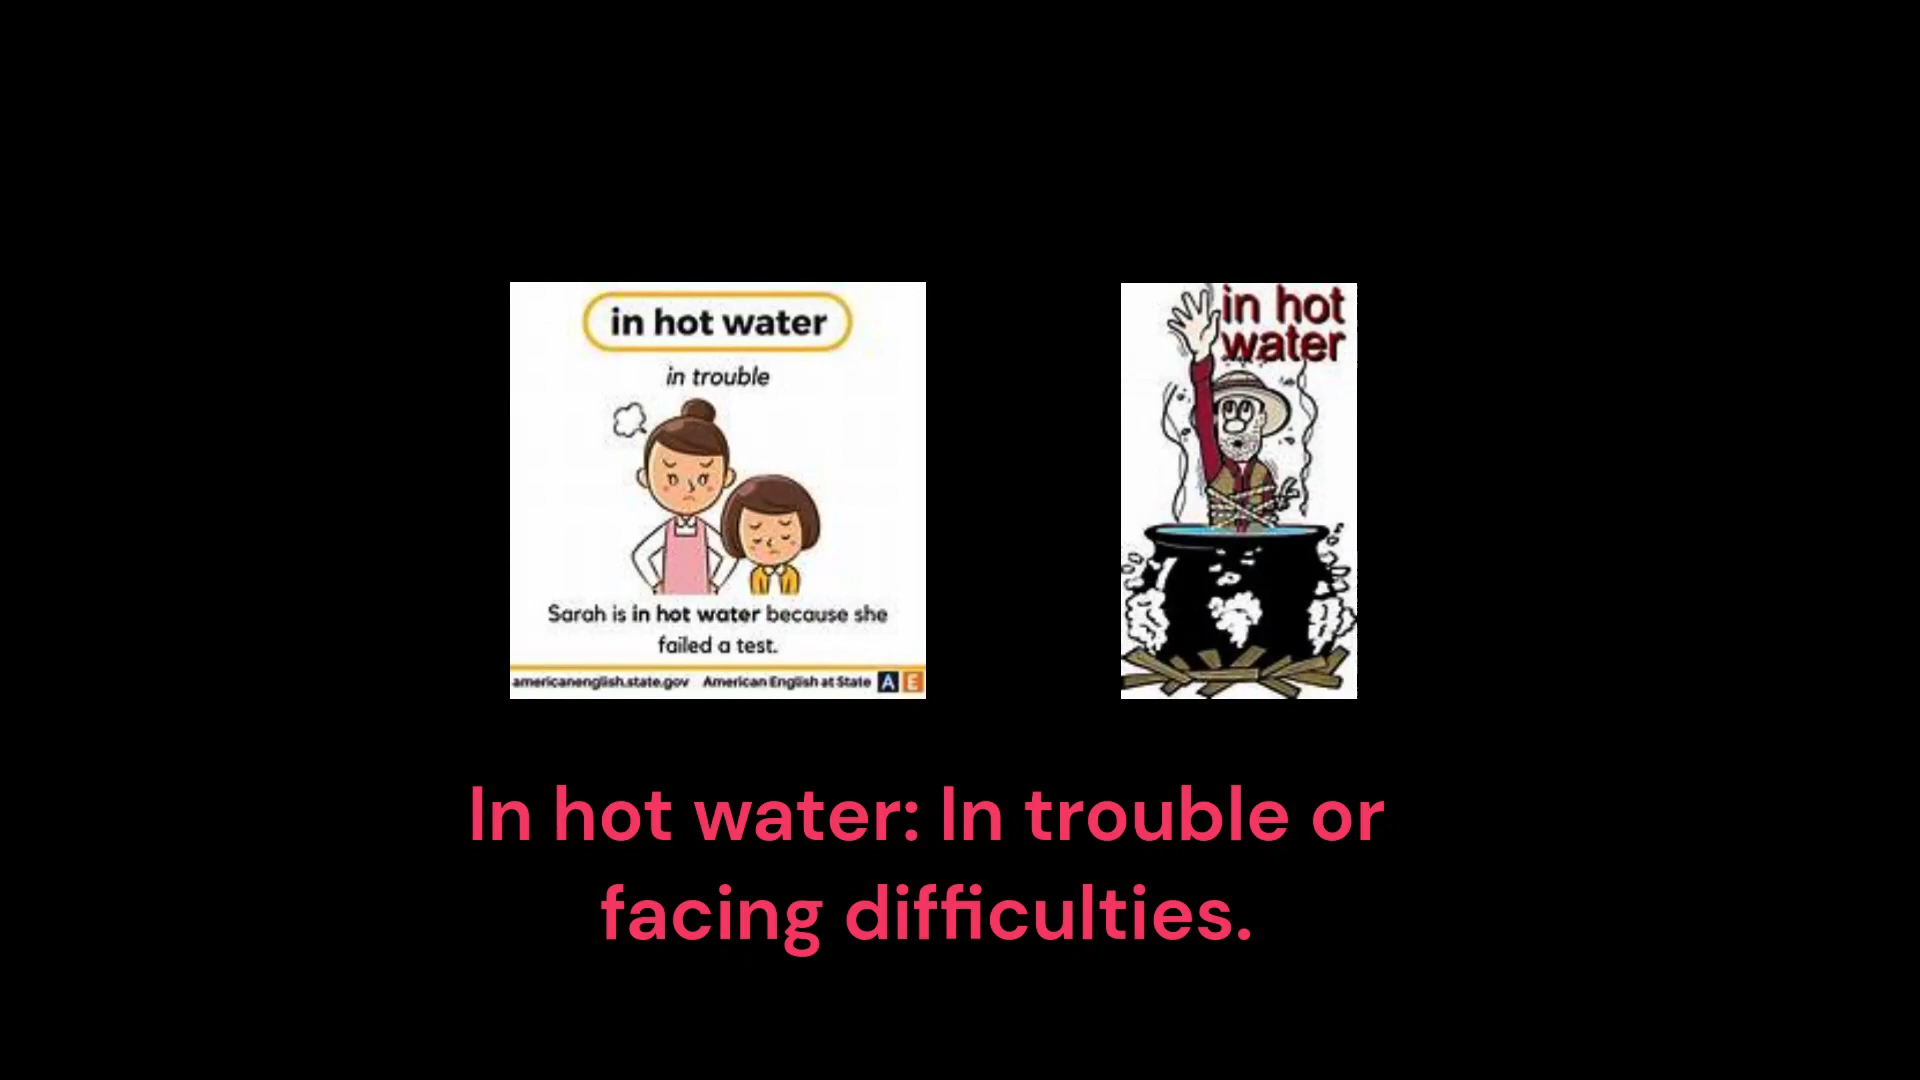 in hot water
in trouble
Sarah is in hot water because she
failed a test.
americanenglish.state.gov American English at State A E
in hot
water
In hot water: In trouble or
facing difficulties.